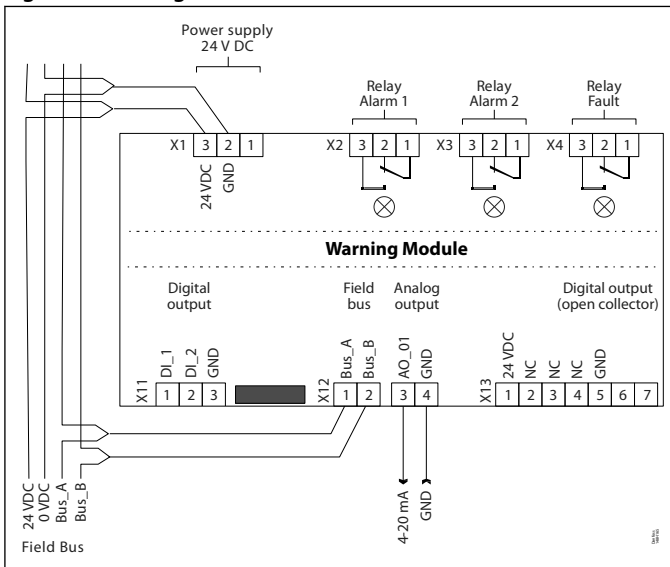 Power supply
24 V DC
Relay
Alarm 1
Relay
Alarm 2
Relay
Fault
X1 3 2 1
X2 3 2 1
X3 3 2 1
X4 3 2 1
24 VDC
GND
Warning Module
Digital
output
Field
bus
Analog
output
Digital output
(open collector)
DI_1
DI_2
GND
Bus_A
Bus_B
AO_01
GND
24 VDC
NC
NC
NC
GND
X11 1 2 3
X12 1 2 3 4
X13 1 2 3 4 5 6 7
24 VDC
0 VDC
Bus_A
Bus_B
4-20 mA
GND
Field Bus